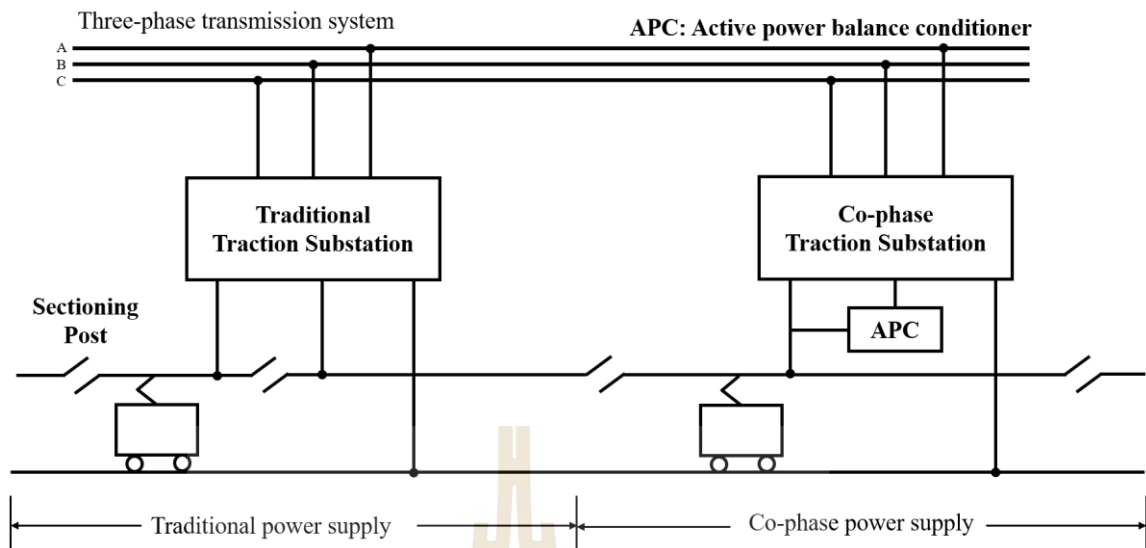 Three-phase transmission system
APC: Active power balance conditioner
A
B
C
Traditional
Traction Substation
Co-phase
Traction Substation
Sectioning
Post
APC
Traditional power supply
Co-phase power supply